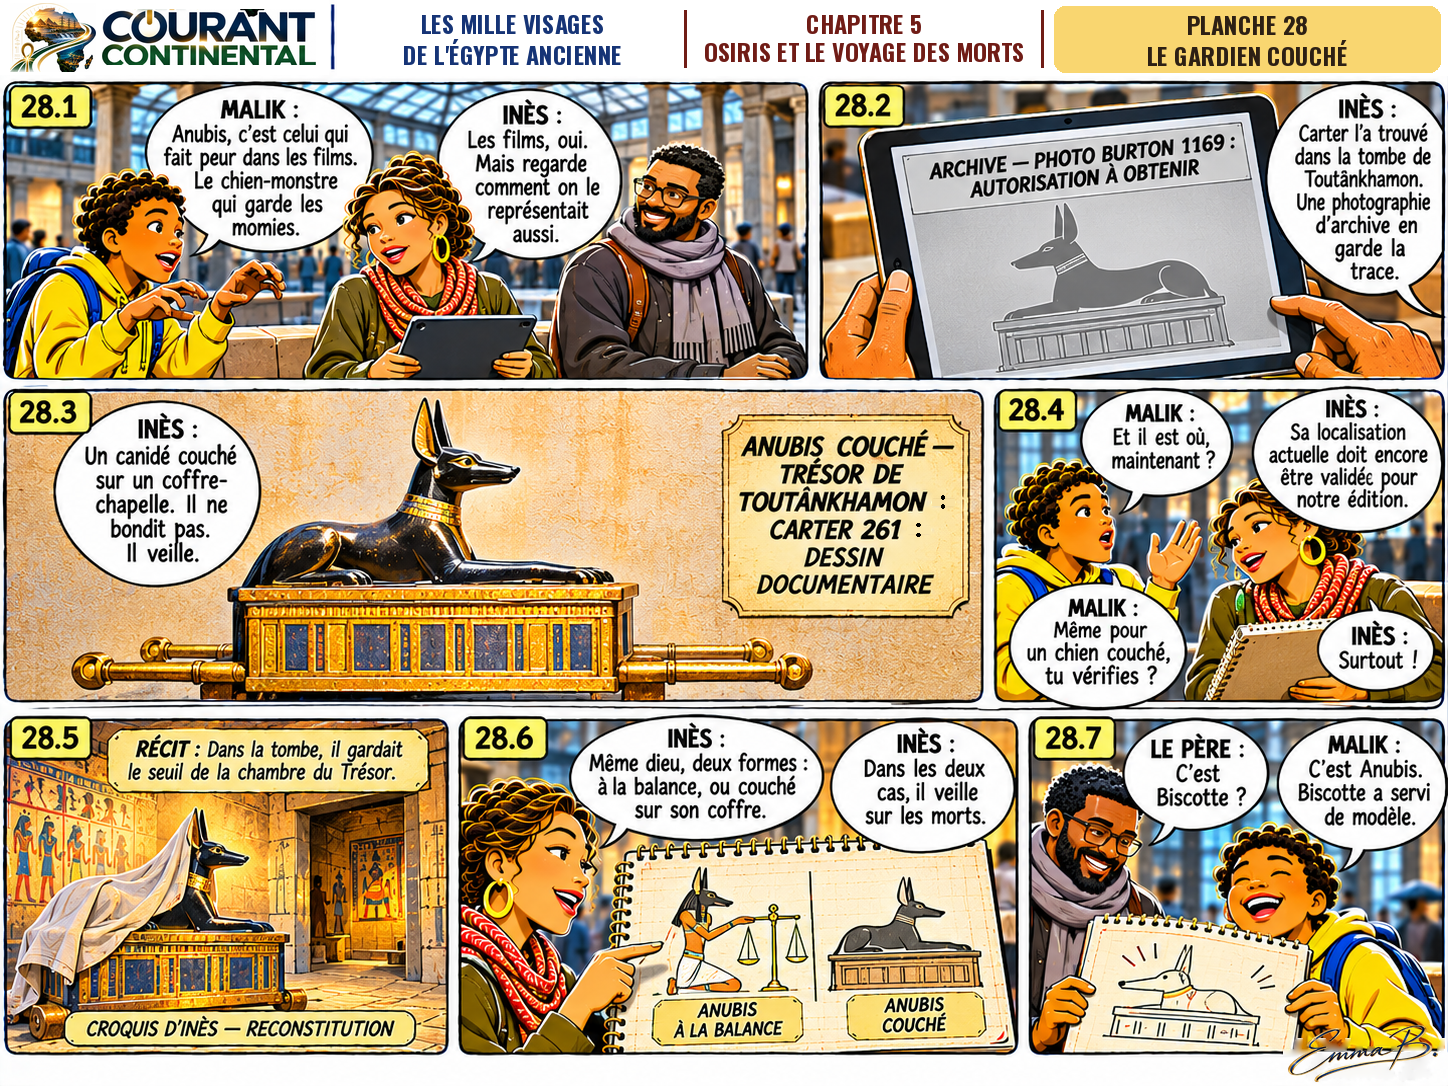 COURANT
CONTINENTAL
LES MILLE VISAGES
DE L'ÉGYPTE ANCIENNE
CHAPITRE 5
OSIRIS ET LE VOYAGE DES MORTS
PLANCHE 28
LE GARDIEN COUCHÉ
28.1
MALIK :
Anubis, c'est celui qui
fait peur dans les films.
Le chien-monstre
qui garde les
momies.
INÈS :
Les films, oui.
Mais regarde
comment on le
représentait
aussi.
28.2
ARCHIVE — PHOTO BURTON 1169 :
AUTORISATION À OBTENIR
INÈS :
Carter l'a trouvé
dans la tombe de
Toutânkhamon.
Une photographie
d'archive en
garde la
trace.
28.3
INÈS :
Un canidé couché
sur un coffre-
chapelle. Il ne
bondit pas.
Il veille.
ANUBIS COUCHÉ —
TRÉSOR DE
TOUTÂNKHAMON :
CARTER 261 :
DESSIN
DOCUMENTAIRE
28.4
MALIK :
Et il est où,
maintenant ?
INÈS :
Sa localisation
actuelle doit encore
être validée pour
notre édition.
MALIK :
Même pour
un chien couché,
tu vérifies ?
INÈS :
Surtout !
28.5
RÉCIT : Dans la tombe, il gardait
le seuil de la chambre du Trésor.
CROQUIS D'INÈS — RECONSTITUTION
28.6
INÈS :
Même dieu, deux formes :
à la balance, ou couché
sur son coffre.
INÈS :
Dans les deux
cas, il veille
sur les morts.
ANUBIS
À LA BALANCE
ANUBIS
COUCHÉ
28.7
LE PÈRE :
C'est
Biscotte ?
MALIK :
C'est Anubis.
Biscotte a servi
de modèle.
Emma B.